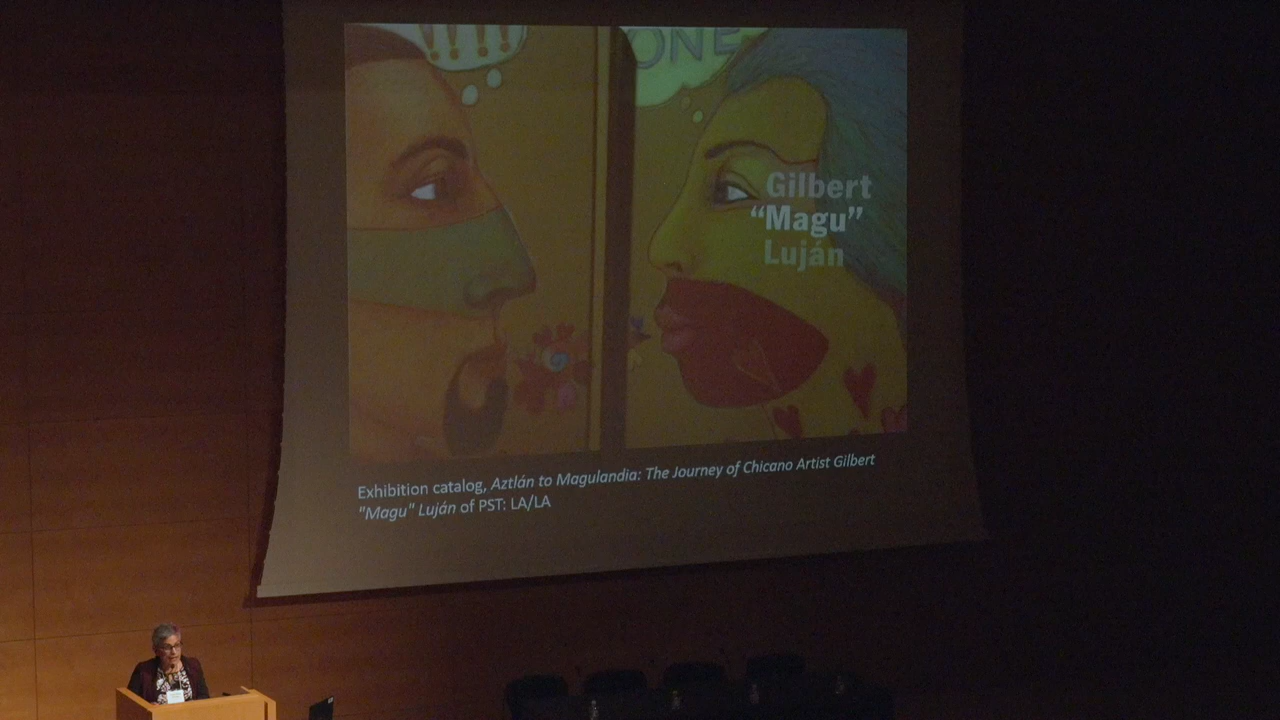 ONE
Gilbert
“Magu”
Luján
Exhibition catalog, Aztlán to Magulandia: The Journey of Chicano Artist Gilbert
"Magu" Luján of PST: LA/LA